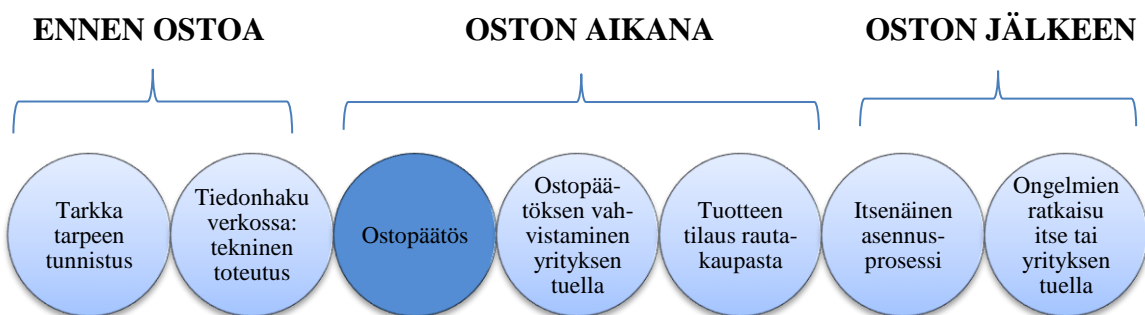 ENNEN OSTOA
OSTON AIKANA
OSTON JÄLKEEN
Tarkka
tarpeen
tunnistus
Tiedonhaku
verkossa:
tekninen
toteutus
Ostopäätös
Ostopää-
töksen vah-
vistaminen
yrityksen
tuella
Tuotteen
tilaus rauta-
kaupasta
Itsenäinen
asennus-
prosessi
Ongelmien
ratkaisu
itse tai
yrityksen
tuella